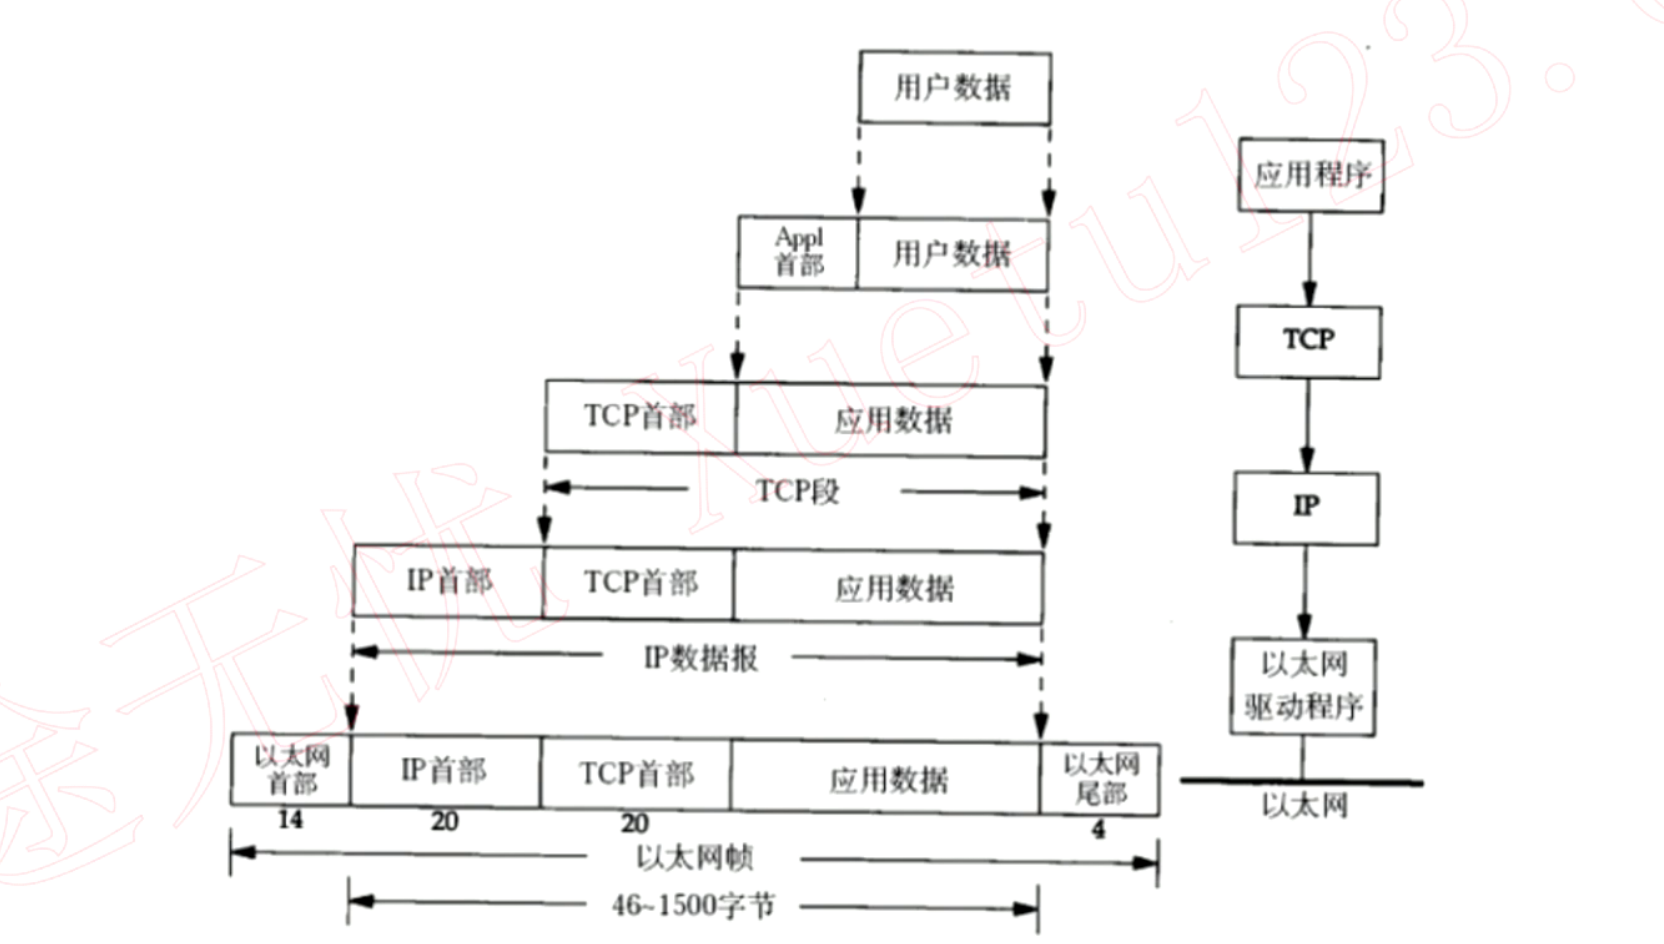 用户数据
应用程序
Appl
首部
用户数据
TCP
TCP首部
应用数据
TCP段
IP
IP首部
TCP首部
应用数据
IP数据报
以太网
驱动程序
以太网
首部
IP首部
TCP首部
应用数据
以太网
尾部
以太网
14
20
20
4
以太网帧
46~1500字节
途无忧 Xuetu123.